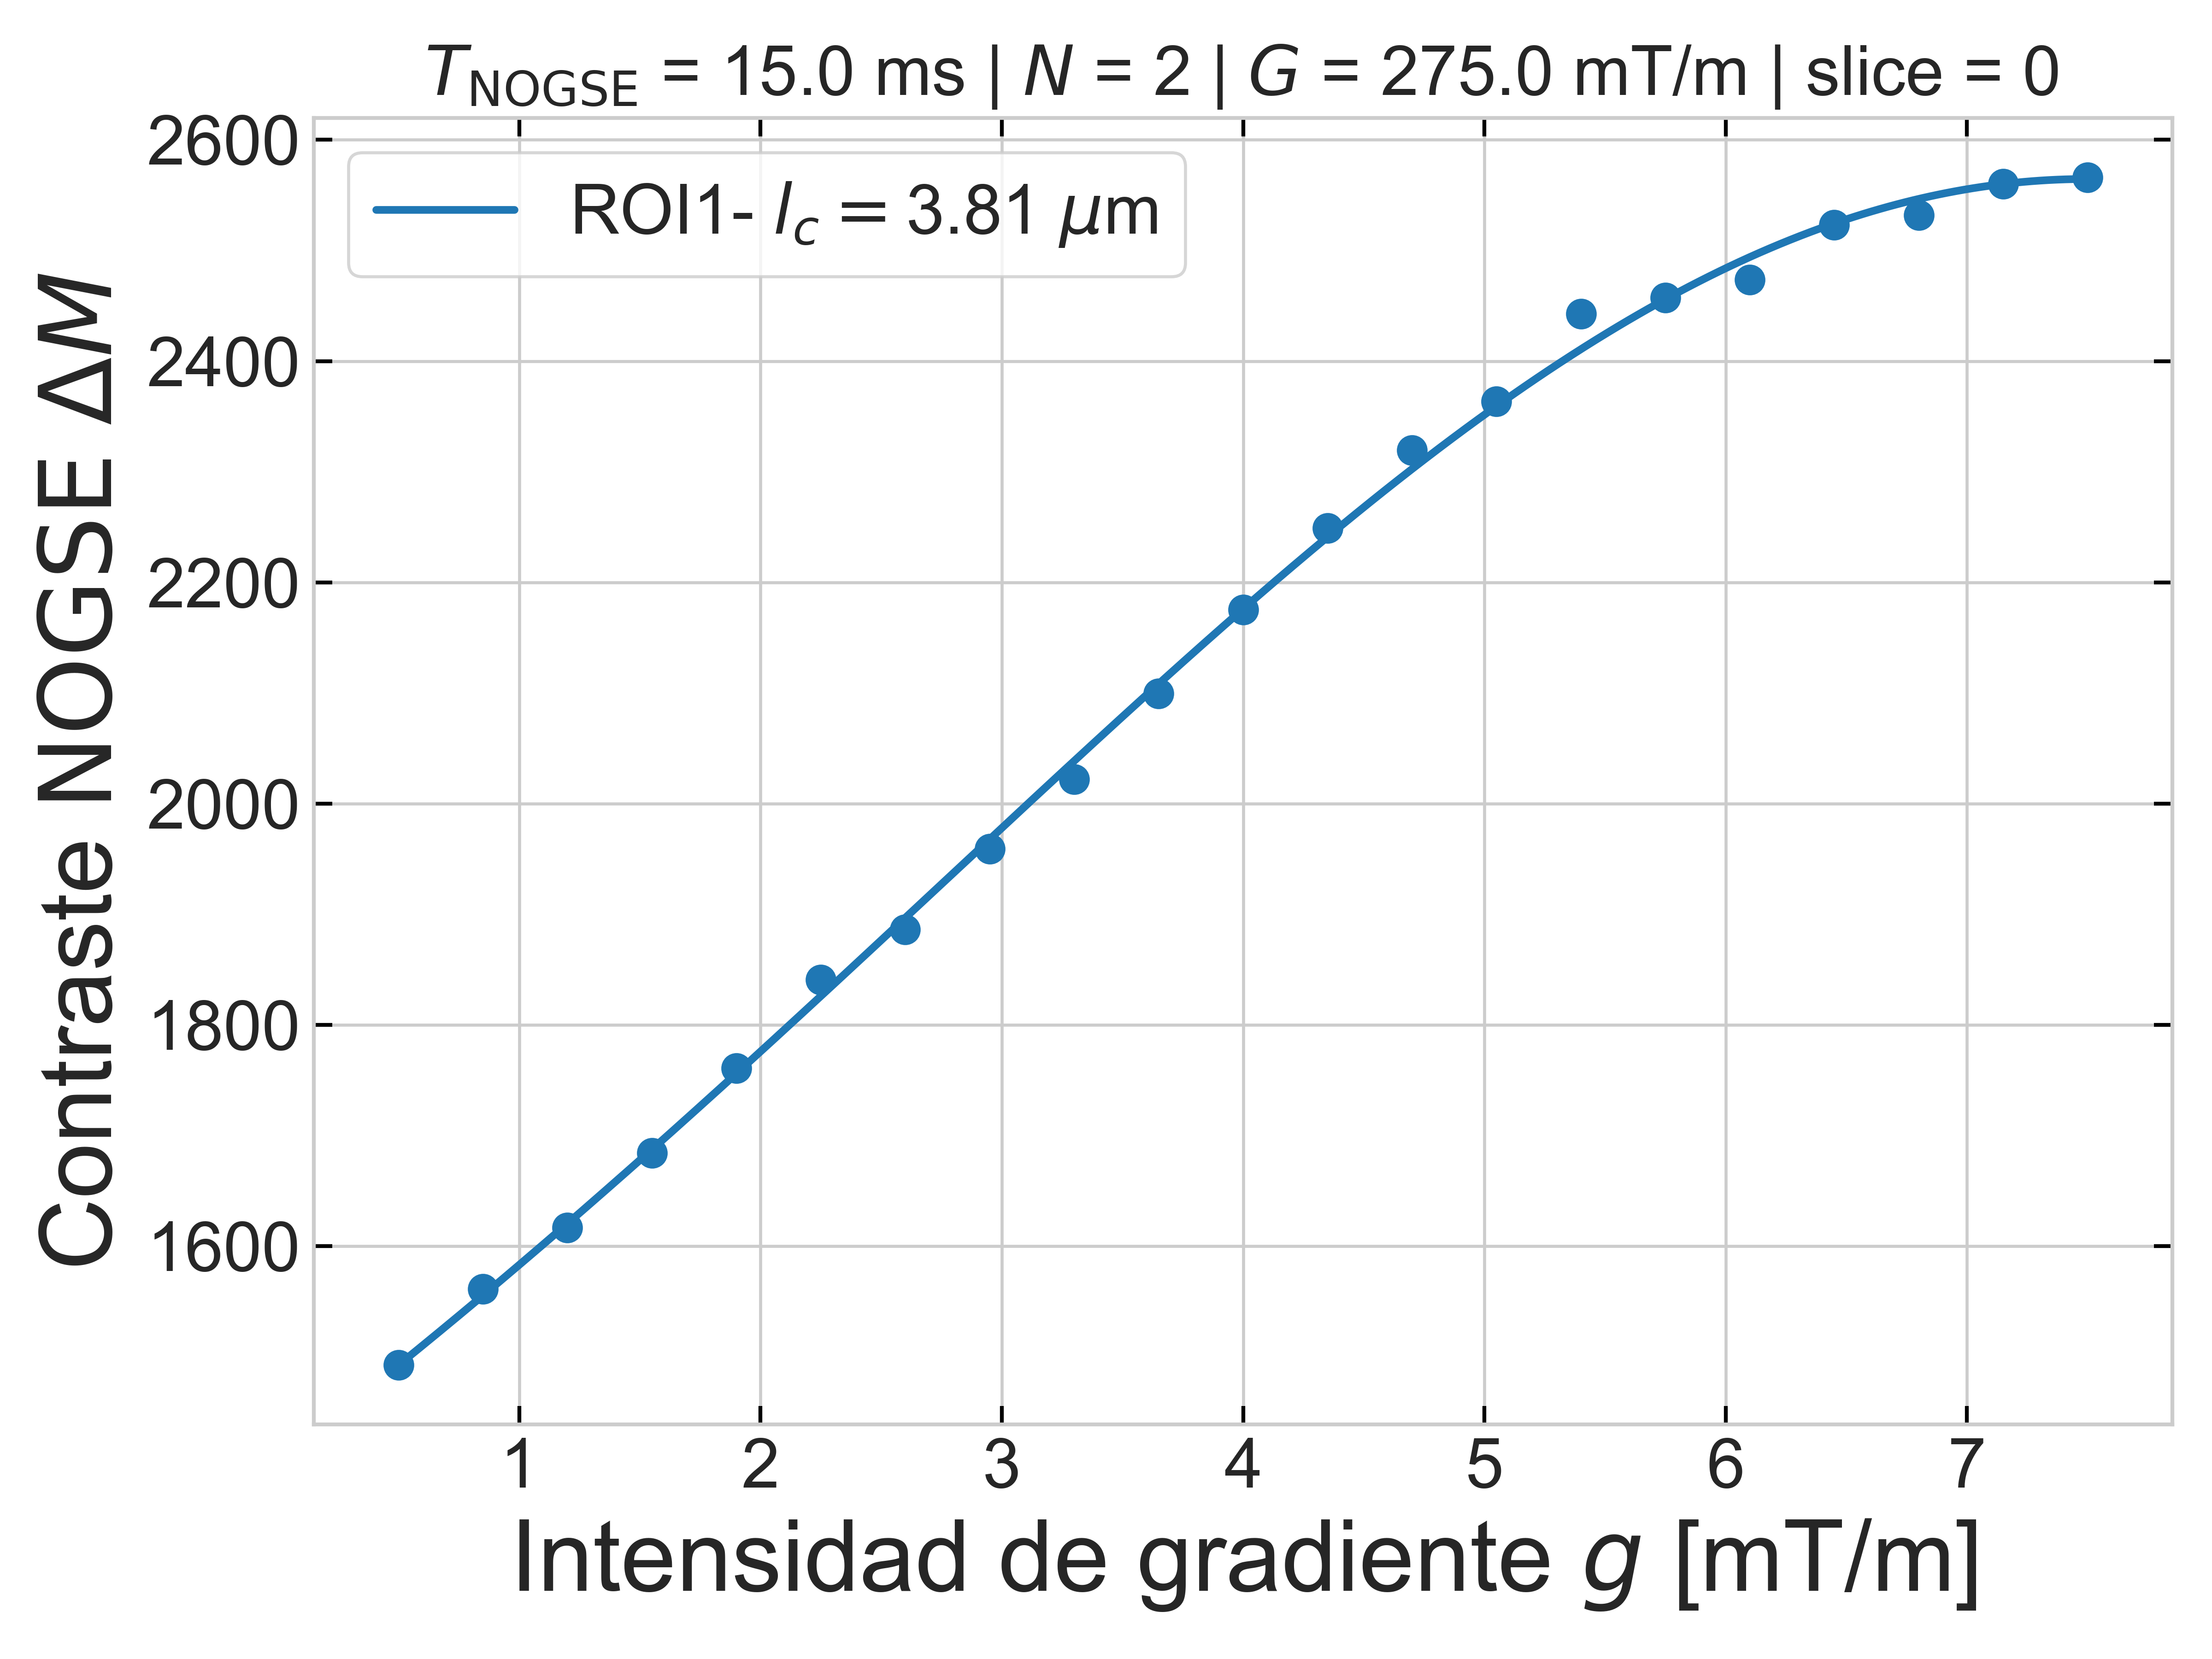 T_NOGSE = 15.0 ms | N = 2 | G = 275.0 mT/m | slice = 0
ROI1- l_c = 3.81 μm
Contraste NOGSE ΔM
2600
2400
2200
2000
1800
1600
1 2 3 4 5 6 7
Intensidad de gradiente g [mT/m]